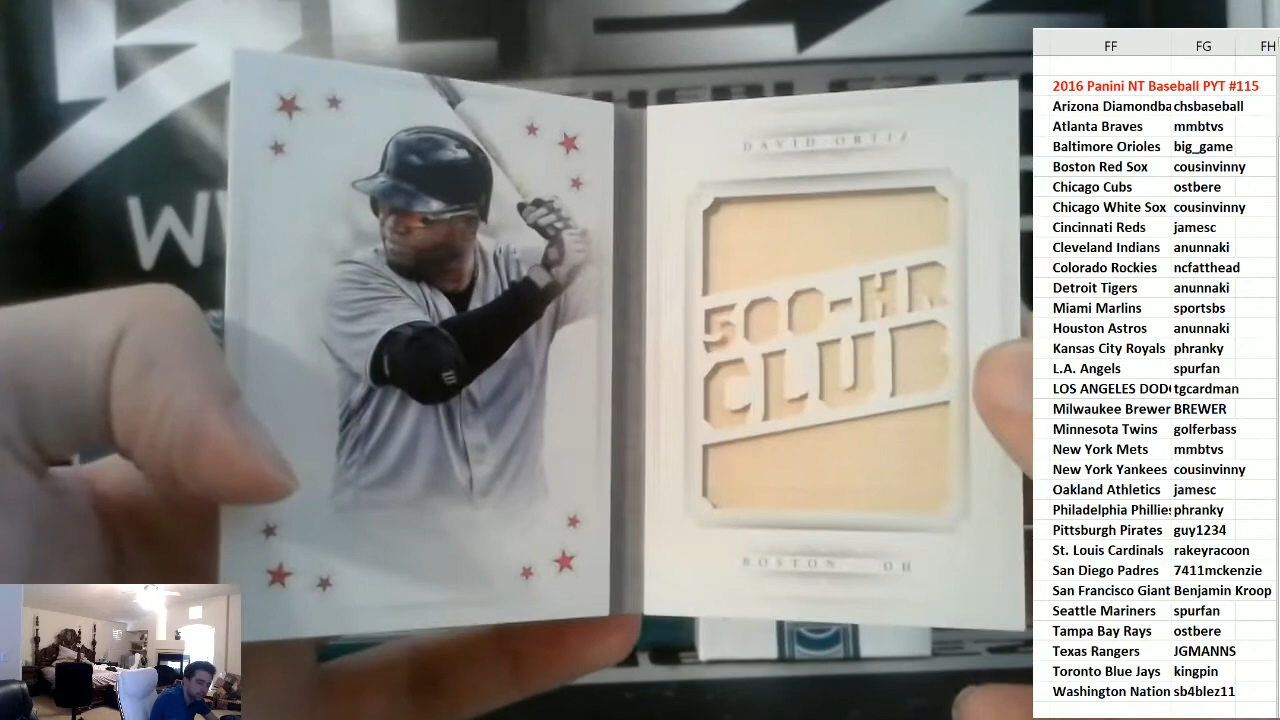 DAVID ORTIZ
500-HR
CLUB
BOSTON DH
W
FF FG FH
2016 Panini NT Baseball PYT #115
Arizona Diamondba chsbaseball
Atlanta Braves mmbtvs
Baltimore Orioles big_game
Boston Red Sox cousinvinny
Chicago Cubs ostbere
Chicago White Sox cousinvinny
Cincinnati Reds jamesc
Cleveland Indians anunnaki
Colorado Rockies ncfatthead
Detroit Tigers anunnaki
Miami Marlins sportsbs
Houston Astros anunnaki
Kansas City Royals phranky
L.A. Angels spurfan
LOS ANGELES DOD tgcardman
Milwaukee Brewer BREWER
Minnesota Twins golferbass
New York Mets mmbtvs
New York Yankees cousinvinny
Oakland Athletics jamesc
Philadelphia Phillies phranky
Pittsburgh Pirates guy1234
St. Louis Cardinals rakeyracoon
San Diego Padres 7411mckenzie
San Francisco Giant Benjamin Kroop
Seattle Mariners spurfan
Tampa Bay Rays ostbere
Texas Rangers JGMANNS
Toronto Blue Jays kingpin
Washington Nation sb4blez11